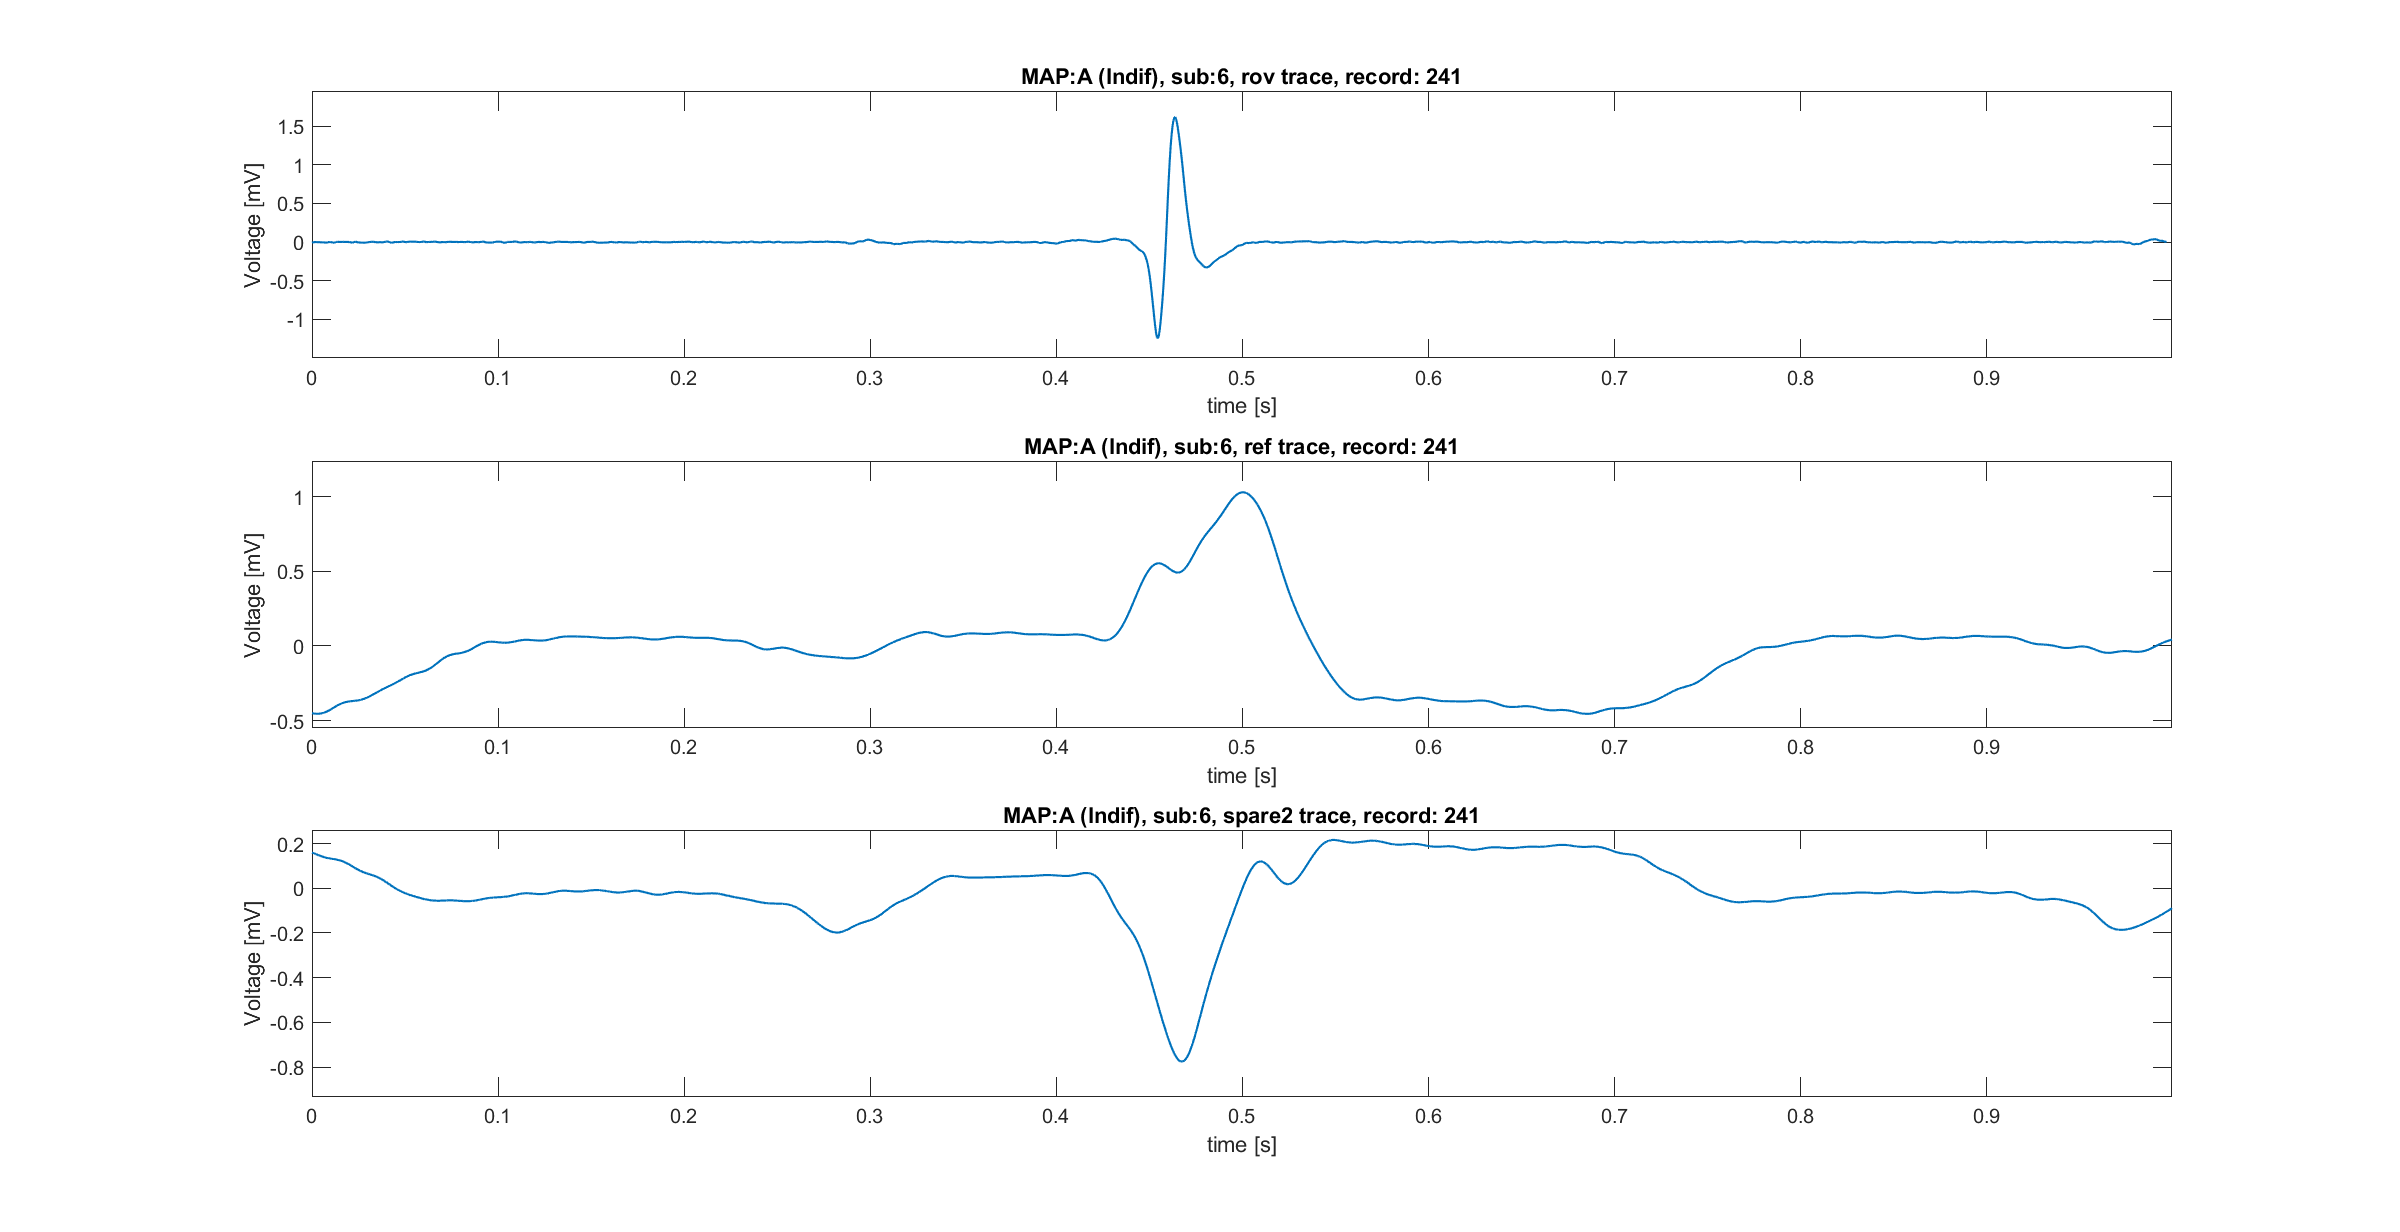 MAP:A (Indif), sub:6, rov trace, record: 241
Voltage [mV]
1.5
1
0.5
0
-0.5
-1
0 0.1 0.2 0.3 0.4 0.5 0.6 0.7 0.8 0.9
time [s]
MAP:A (Indif), sub:6, ref trace, record: 241
Voltage [mV]
1
0.5
0
-0.5
0 0.1 0.2 0.3 0.4 0.5 0.6 0.7 0.8 0.9
time [s]
MAP:A (Indif), sub:6, spare2 trace, record: 241
Voltage [mV]
0.2
0
-0.2
-0.4
-0.6
-0.8
0 0.1 0.2 0.3 0.4 0.5 0.6 0.7 0.8 0.9
time [s]